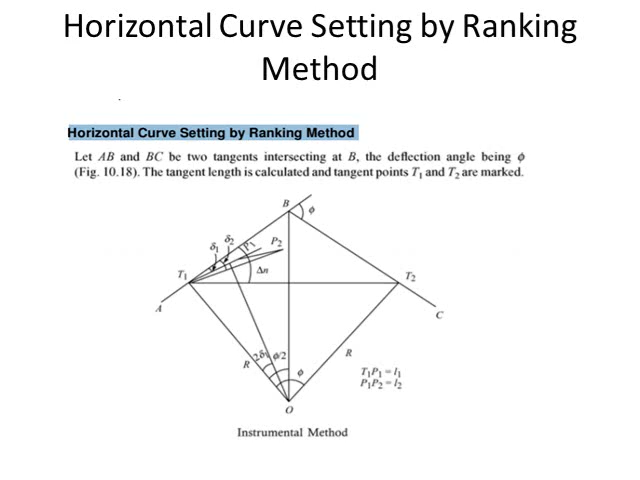 Horizontal Curve Setting by Ranking
Method
Horizontal Curve Setting by Ranking Method
Let AB and BC be two tangents intersecting at B, the deflection angle being ϕ
(Fig. 10.18). The tangent length is calculated and tangent points T₁ and T₂ are marked.
B
ϕ
δ₁
δ₂
P₁
P₂
T₁
Δn
T₂
A
C
R
2δ₁
ϕ/2
ϕ
R
T₁P₁ = l₁
P₁P₂ = l₂
O
Instrumental Method